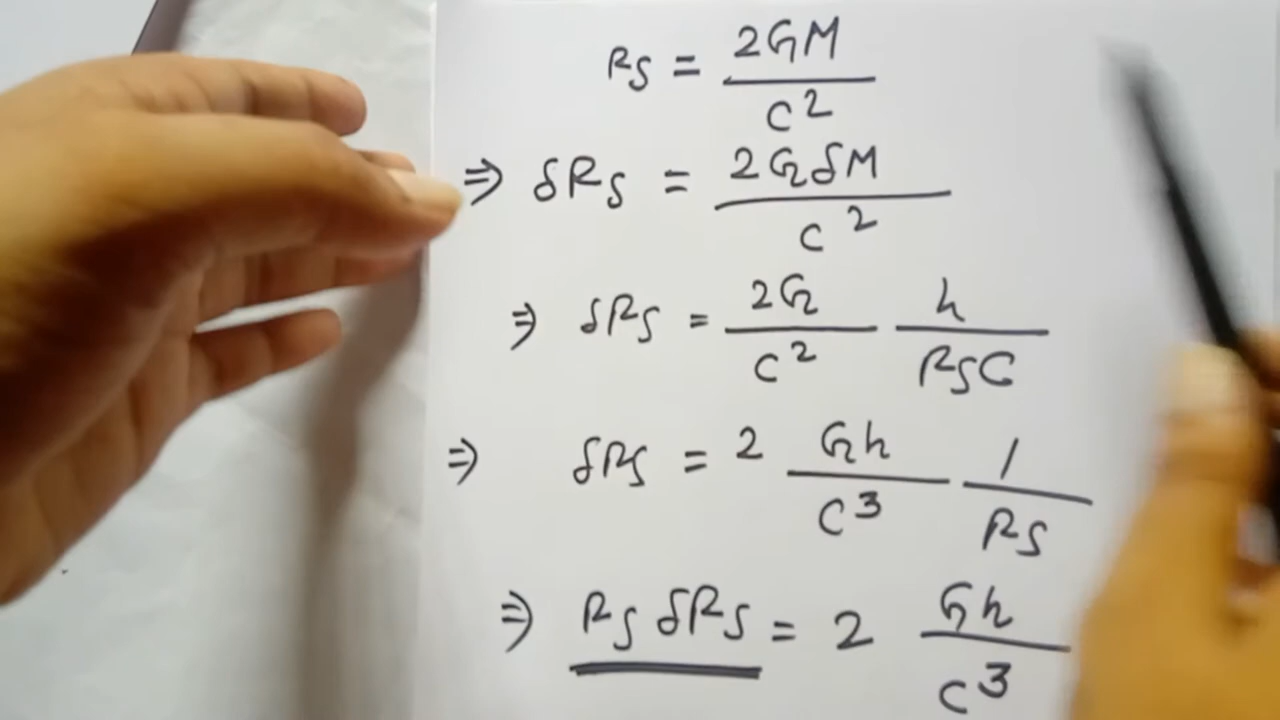 Rs = 2GM / c²
⇒ δRs = 2GδM / c²
⇒ δRs = 2G / c² h / RsC
⇒ δRs = 2 Gh / c³ 1 / Rs
⇒ Rs δRs = 2 Gh / c³